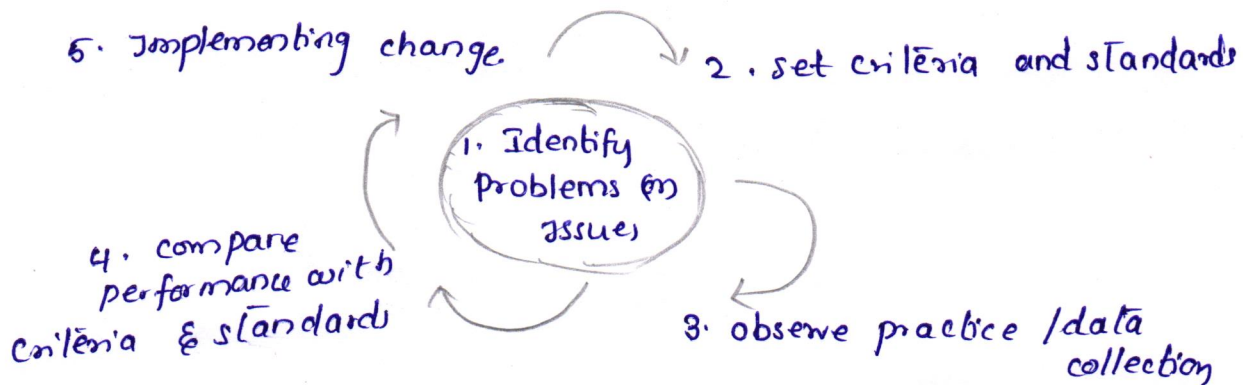 5. Implementing change.
2. set criteria and standards
1. Identify
Problems (or)
Issues
4. compare
performance with
criteria & standards
3. observe practice /data
collection